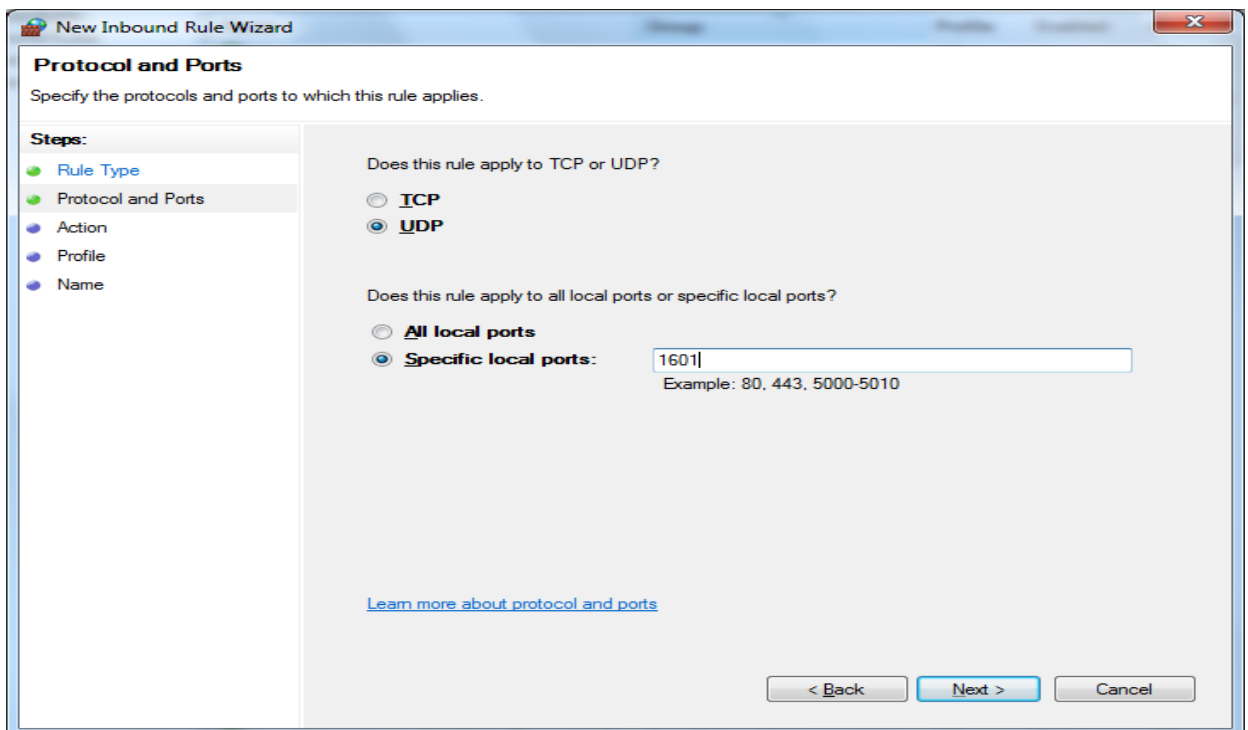 New Inbound Rule Wizard
Protocol and Ports
Specify the protocols and ports to which this rule applies.
Steps:
Rule Type
Protocol and Ports
Action
Profile
Name
Does this rule apply to TCP or UDP?
TCP
UDP
Does this rule apply to all local ports or specific local ports?
All local ports
Specific local ports: 1601
Example: 80, 443, 5000-5010
Learn more about protocol and ports
< Back Next > Cancel